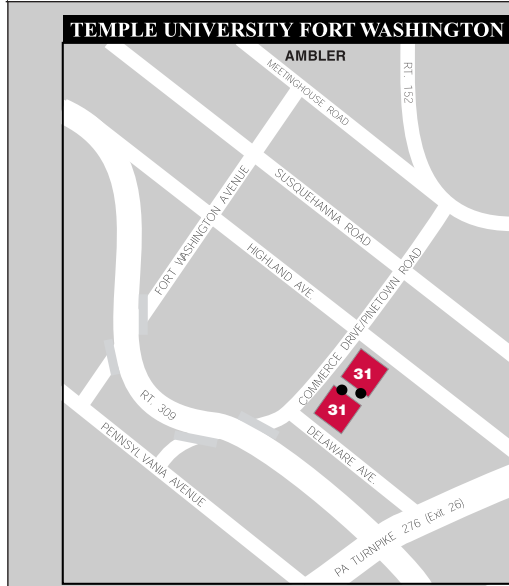 TEMPLE UNIVERSITY FORT WASHINGTON
AMBLER
MEETINGHOUSE ROAD
RT. 152
SUSQUEHANNA ROAD
FORT WASHINGTON AVENUE
HIGHLAND AVE.
COMMERCE DRIVE/PINETOWN ROAD
31
31
RT. 309
DELAWARE AVE.
PENNSYLVANIA AVENUE
PA TURNPIKE 276 (Exit 26)